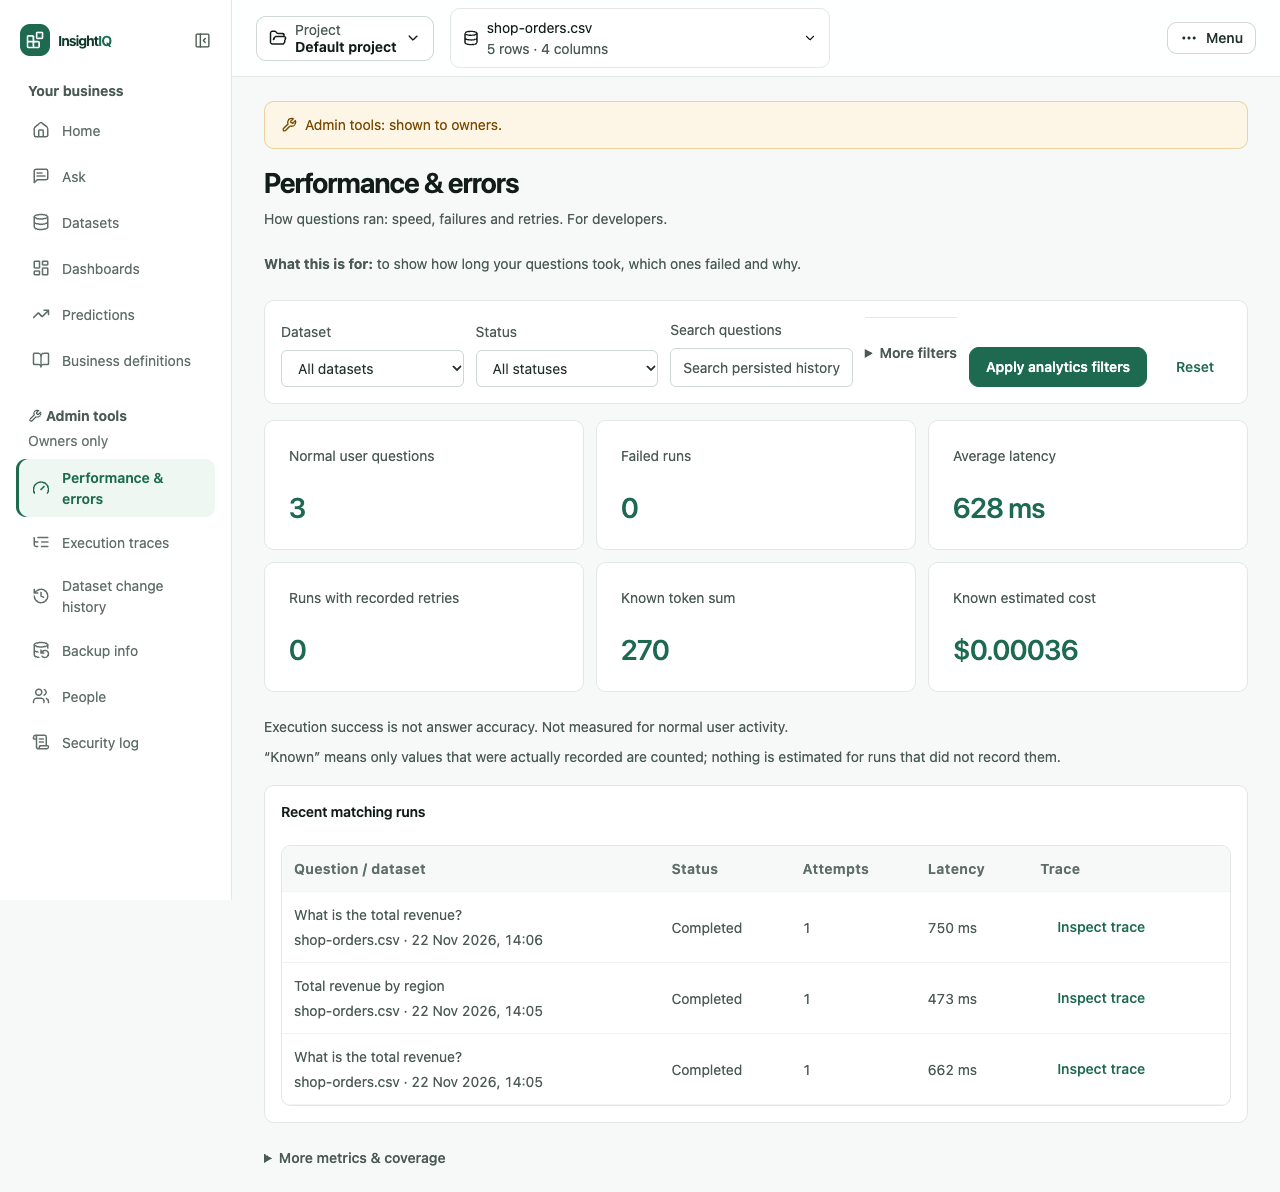 InsightIQ
Your business
Home
Ask
Datasets
Dashboards
Predictions
Business definitions
Admin tools
Owners only
Performance &
errors
Execution traces
Dataset change
history
Backup info
People
Security log
Project
Default project
shop-orders.csv
5 rows · 4 columns
Menu
Admin tools: shown to owners.
Performance & errors
How questions ran: speed, failures and retries. For developers.
What this is for: to show how long your questions took, which ones failed and why.
Dataset
All datasets
Status
All statuses
Search questions
Search persisted history
More filters
Apply analytics filters
Reset
Normal user questions
3
Failed runs
0
Average latency
628 ms
Runs with recorded retries
0
Known token sum
270
Known estimated cost
$0.00036
Execution success is not answer accuracy. Not measured for normal user activity.
“Known” means only values that were actually recorded are counted; nothing is estimated for runs that did not record them.
Recent matching runs
Question / dataset Status Attempts Latency Trace
What is the total revenue?
shop-orders.csv · 22 Nov 2026, 14:06 Completed 1 750 ms Inspect trace
Total revenue by region
shop-orders.csv · 22 Nov 2026, 14:05 Completed 1 473 ms Inspect trace
What is the total revenue?
shop-orders.csv · 22 Nov 2026, 14:05 Completed 1 662 ms Inspect trace
More metrics & coverage